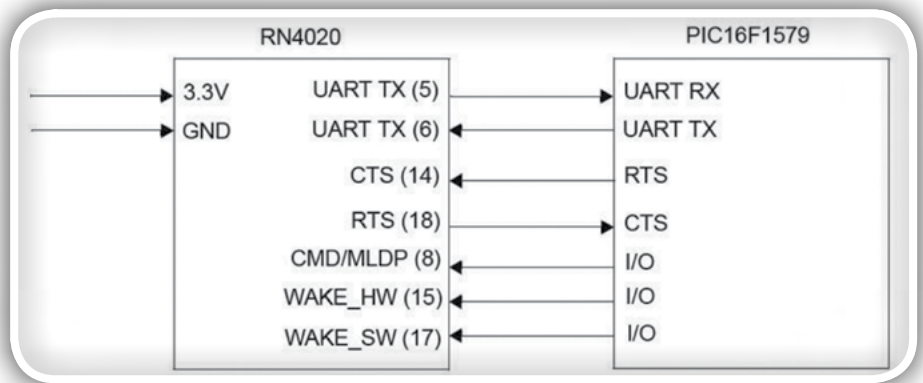 RN4020 PIC16F1579
3.3V UART TX (5) UART RX
GND UART TX (6) UART TX
CTS (14) RTS
RTS (18) CTS
CMD/MLDP (8) I/O
WAKE_HW (15) I/O
WAKE_SW (17) I/O